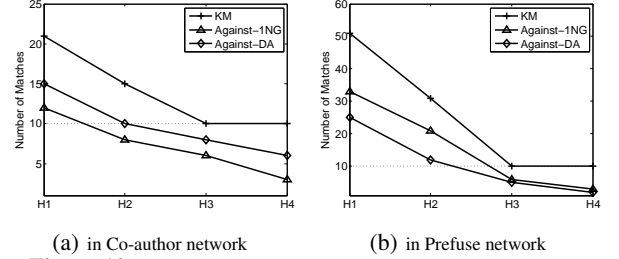 25
20
15
10
5
Number of Matches
KM
Against−1NG
Against−DA
H1 H2 H3 H4
(a) in Co-author network
60
50
40
30
20
10
Number of Matches
KM
Against−1NG
Against−DA
H1 H2 H3 H4
(b) in Prefuse network